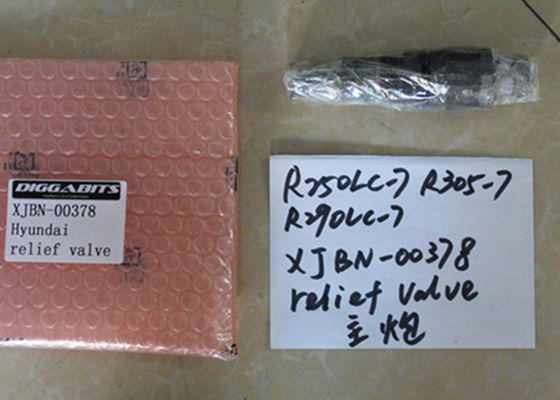 DIGGABITS
XJBN-00378
Hyundai
relief valve
R250LC-7 R305-7
R290LC-7
XJBN-00378
relief valve
主炮